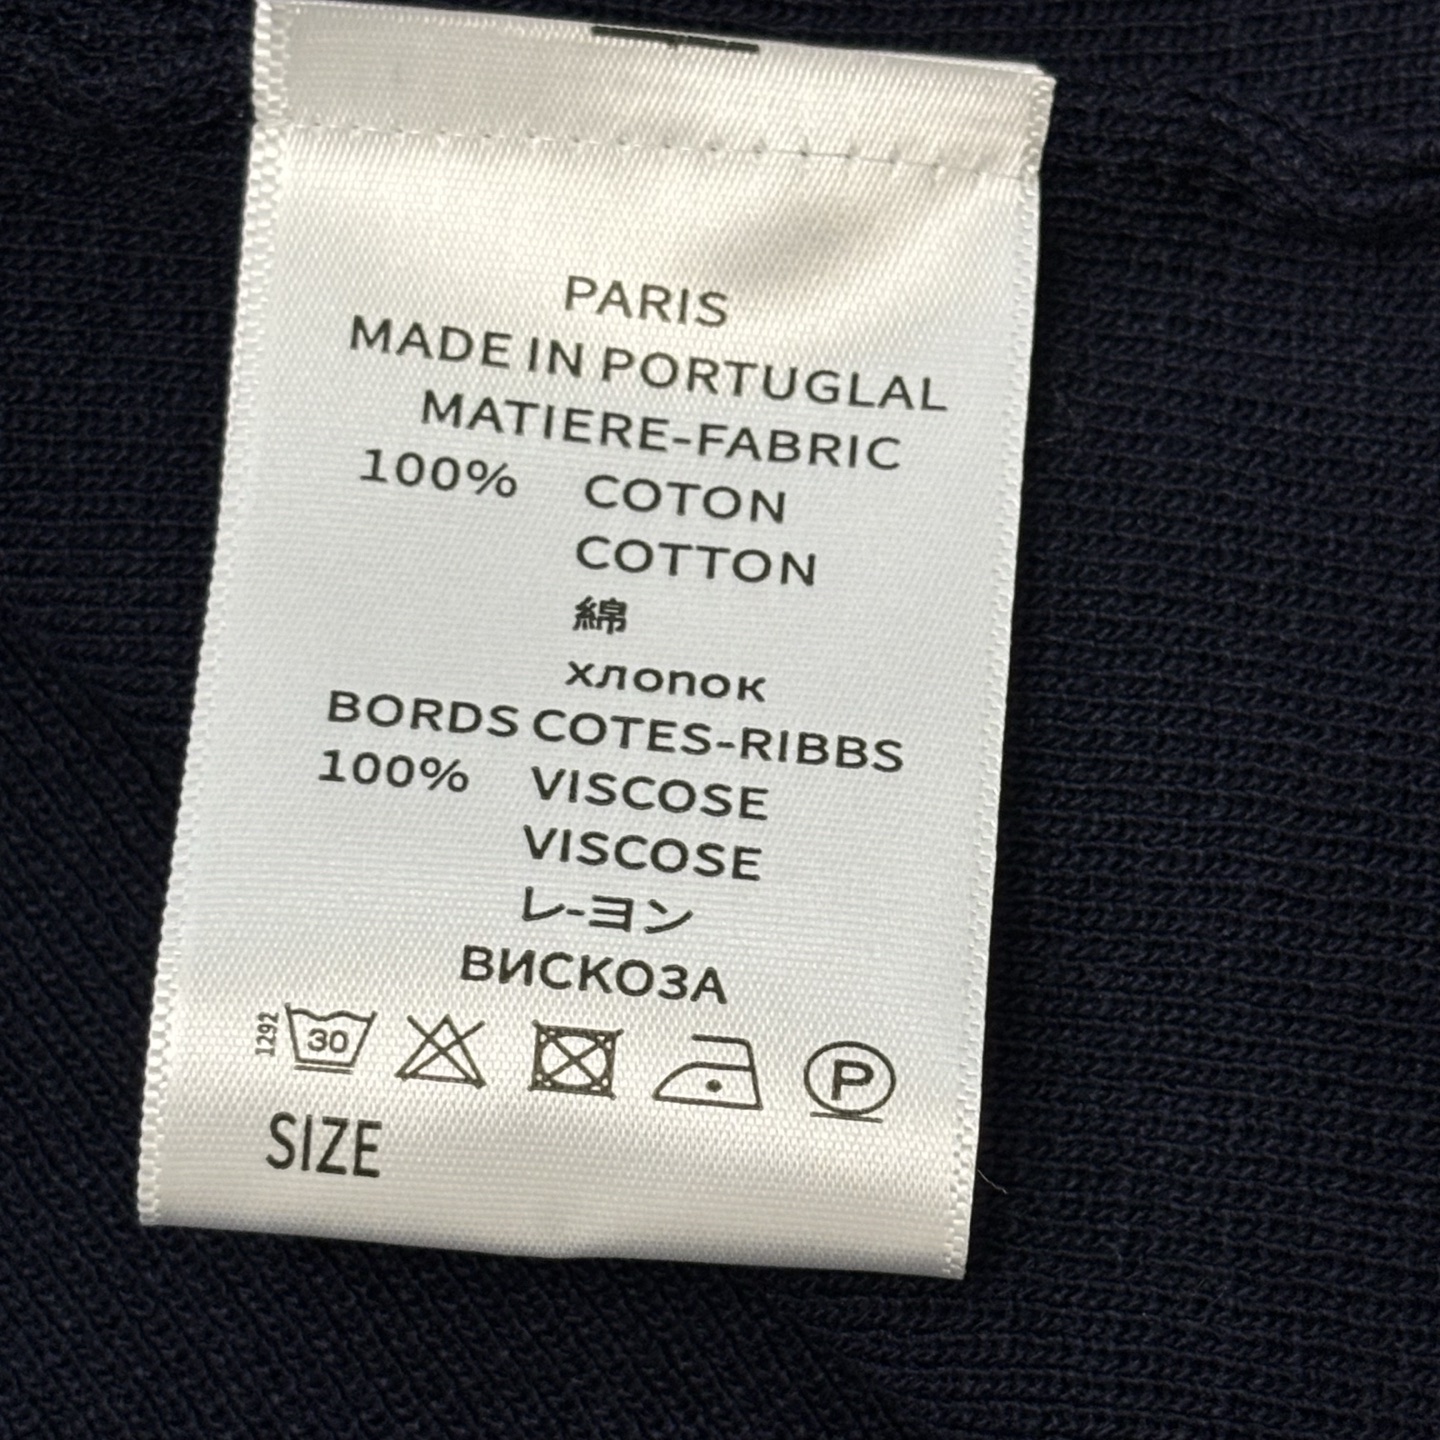 PARIS
MADE IN PORTUGLAL
MATIERE-FABRIC
100% COTON
COTTON
綿
хлопок
BORDS COTES-RIBBS
100% VISCOSE
VISCOSE
レ-ヨン
ВИСКОЗА
1292 30 P
SIZE